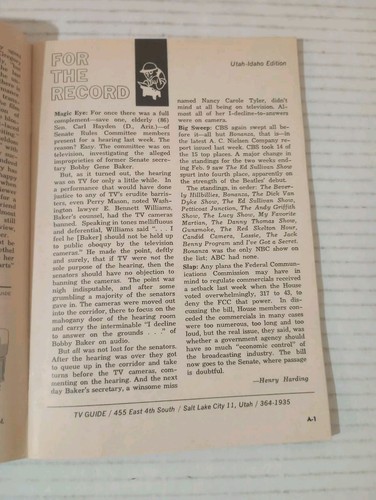 FOR
THE
RECORD
Utah-Idaho Edition
Magic Eye: For once there was a full
complement—save one, elderly (86)
Sen. Carl Hayden (D., Ariz.)—of
Senate Rules Committee members
present for a hearing last week. The
reason? Easy. The committee was on
television, investigating the alleged
improprieties of former Senate secre-
tary Bobby Gene Baker.
But, as it turned out, the hearing
was on TV for only a little while. In
a performance that would have done
justice to any of TV's erudite barris-
ters, even Perry Mason, noted Wash-
ington lawyer E. Bennett Williams,
Baker's counsel, had the TV cameras
banned. Speaking in tones mellifluous
and deferential, Williams said ". . . I
feel he [Baker] should not be held up
to public obloquy by the television
cameras." He made the point, deftly
and surely, that if TV were not the
sole purpose of the hearing, then the
senators should have no objection to
banning the cameras. The point was
nigh indisputable, and after some
grumbling a majority of the senators
gave in. The cameras were moved out
into the corridor, there to focus on the
mahogany door of the hearing room
and carry the interminable "I decline
to answer on the grounds . . ." of
Bobby Baker on audio.
But all was not lost for the senators.
After the hearing was over they got
to queue up in the corridor and take
turns before the TV cameras, com-
menting on the hearing. And the next
day Baker's secretary, a winsome miss
named Nancy Carole Tyler, didn't
mind at all being on television. Al-
most all of her I-decline-to-answers
were on camera.
Big Sweep: CBS again swept all be-
fore it—all but Bonanza, that is—in
the latest A. C. Nielsen Company re-
port issued last week. CBS took 14 of
the 15 top places. A major change in
the standings for the two weeks end-
ing Feb. 9 saw The Ed Sullivan Show
spurt into fourth place, apparently on
the strength of the Beatles' debut.
The standings, in order: The Bever-
ly Hillbillies, Bonanza, The Dick Van
Dyke Show, The Ed Sullivan Show,
Petticoat Junction, The Andy Griffith
Show, The Lucy Show, My Favorite
Martian, The Danny Thomas Show,
Gunsmoke, The Red Skelton Hour,
Candid Camera, Lassie, The Jack
Benny Program and I've Got a Secret.
Bonanza was the only NBC show on
the list; ABC had none.
Slap: Any plans the Federal Commu-
nications Commission may have in
mind to regulate commercials received
a setback last week when the House
voted overwhelmingly, 317 to 43, to
deny the FCC that power. In dis-
cussing the bill, House members con-
ceded the commercials in many cases
were too numerous, too long and too
loud, but the real issue, they said, was
whether a government agency should
have so much "economic control" of
the broadcasting industry. The bill
now goes to the Senate, where passage
is doubtful.
—Henry Harding
TV GUIDE / 455 East 4th South / Salt Lake City 11, Utah / 364-1935
A-1